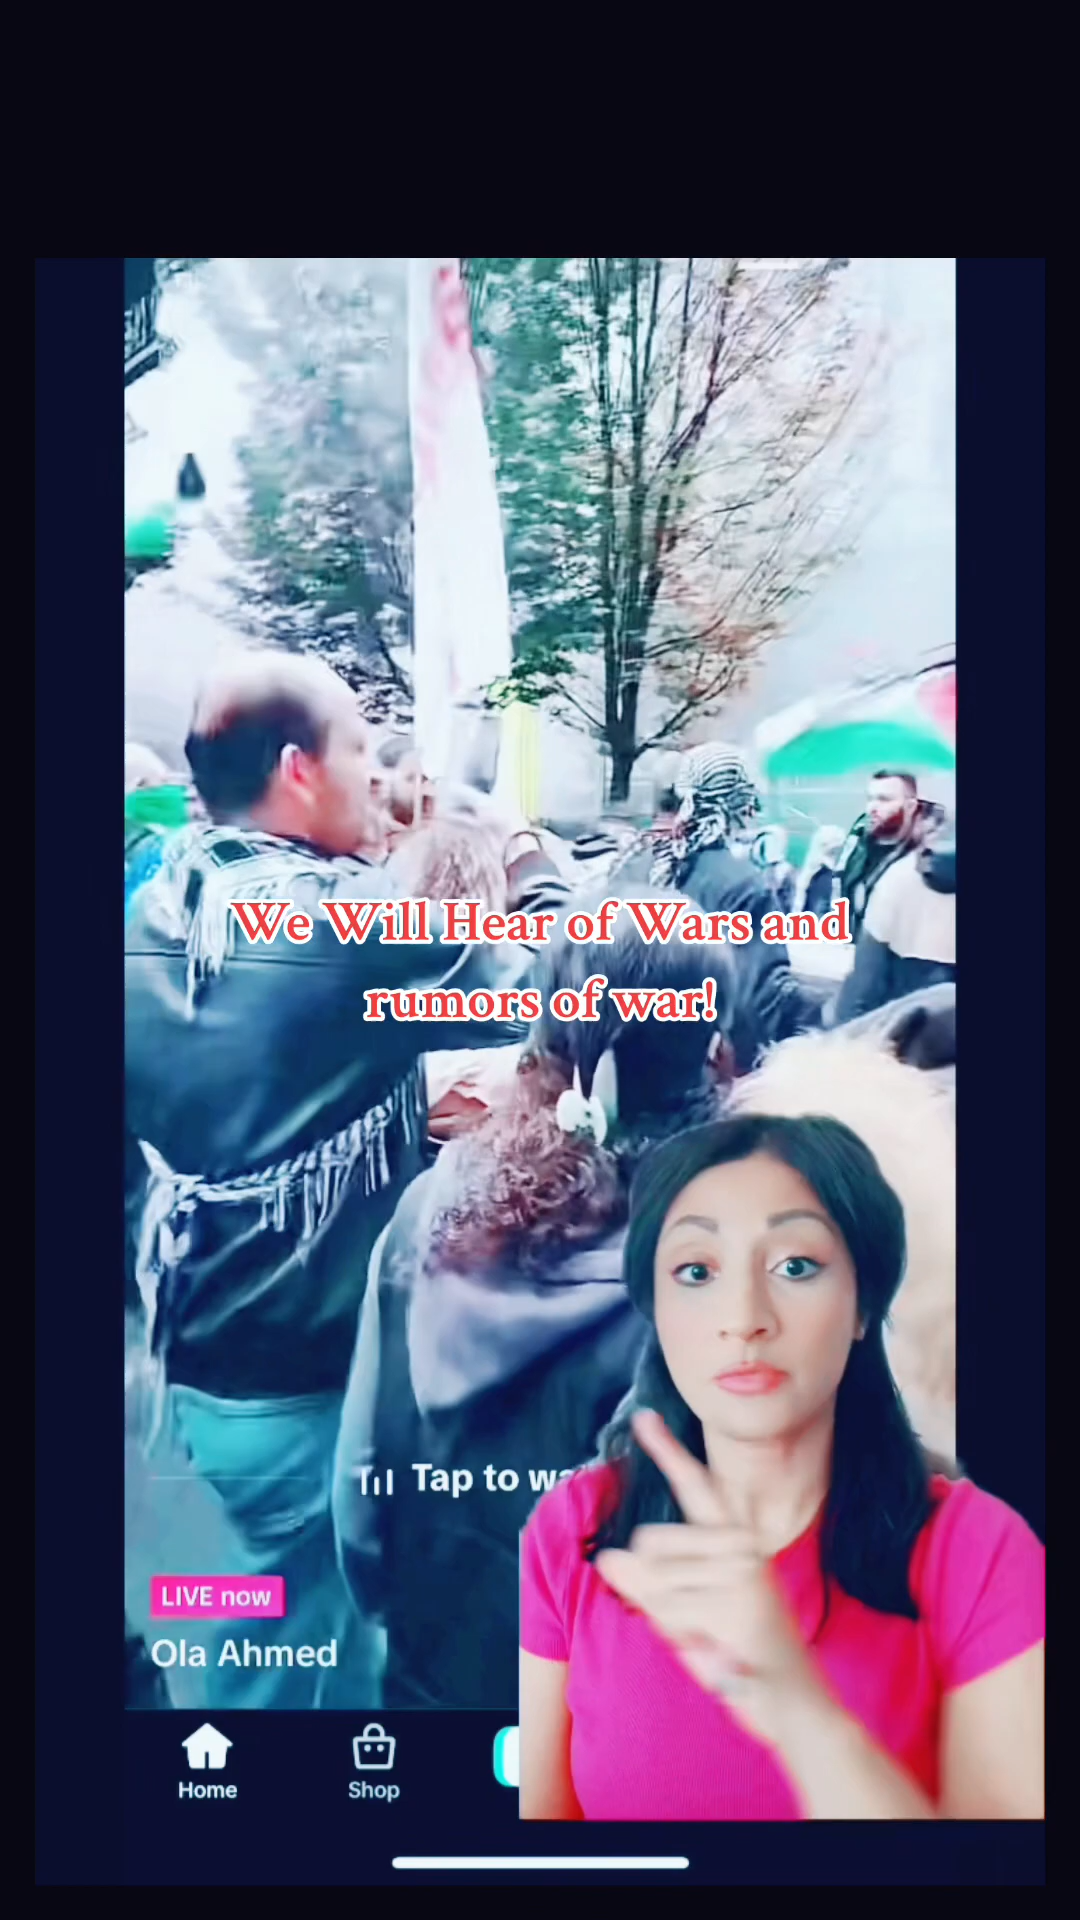 We Will Hear of Wars and
rumors of war!
Tap to
LIVE now
Ola Ahmed
Home
Shop